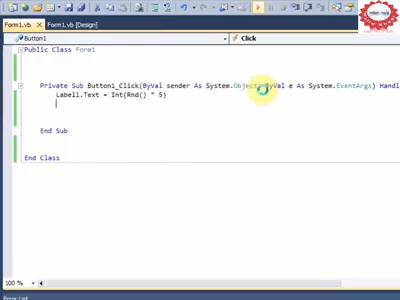 Form1.vb × Form1.vb [Design]
Button1 Click
Public Class Form1
Private Sub Button1_Click(ByVal sender As System.Object, ByVal e As System.EventArgs) Handl
Label1.Text = Int(Rnd() * 5)
End Sub
End Class
100 %
Error List